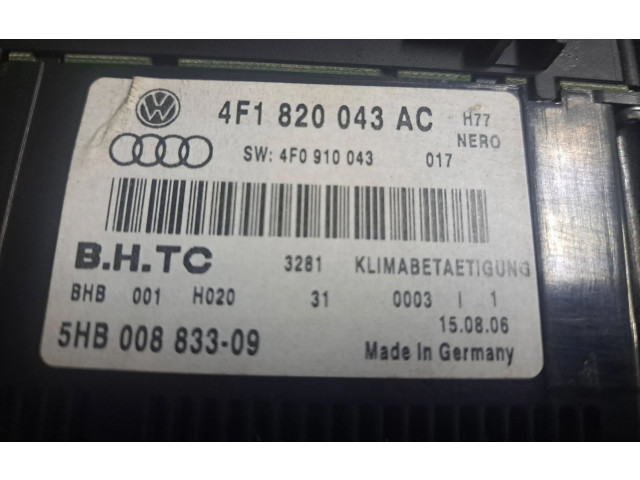 4F1 820 043 AC H77
NERO
SW: 4F0 910 043 017
B.H.TC 3281 KLIMABETAETIGUNG
BHB 001 H020 31 0003 I 1
15.08.06
5HB 008 833-09 Made In Germany